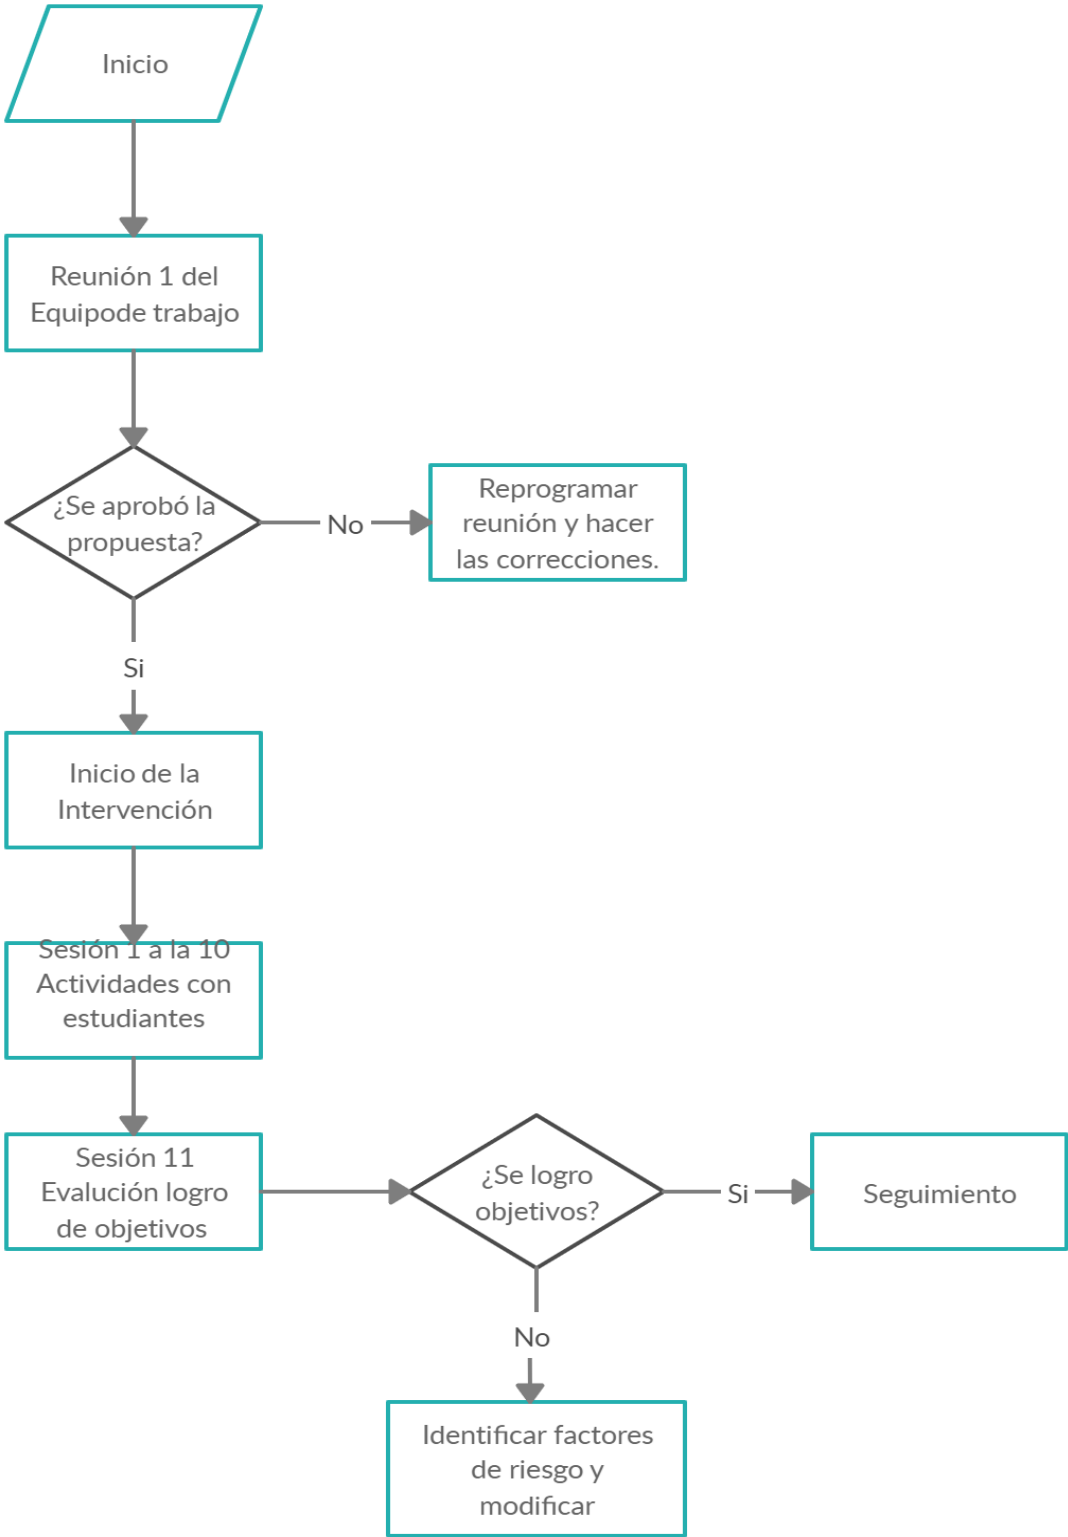 Inicio
Reunión 1 del
Equipode trabajo
¿Se aprobó la
propuesta?
No
Reprogramar
reunión y hacer
las correcciones.
Si
Inicio de la
Intervención
Sesión 1 a la 10
Actividades con
estudiantes
Sesión 11
Evalución logro
de objetivos
¿Se logro
objetivos?
Si
Seguimiento
No
Identificar factores
de riesgo y
modificar